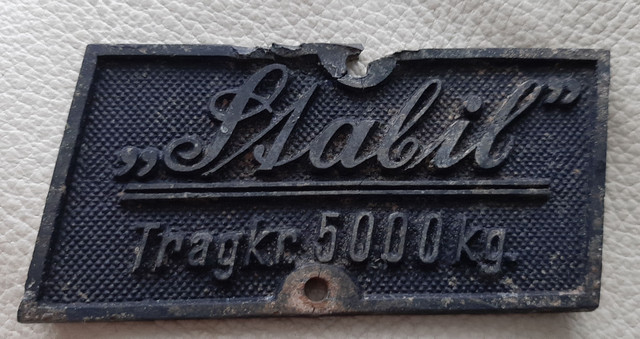 „Stabil”
Tragkr. 5000 kg.